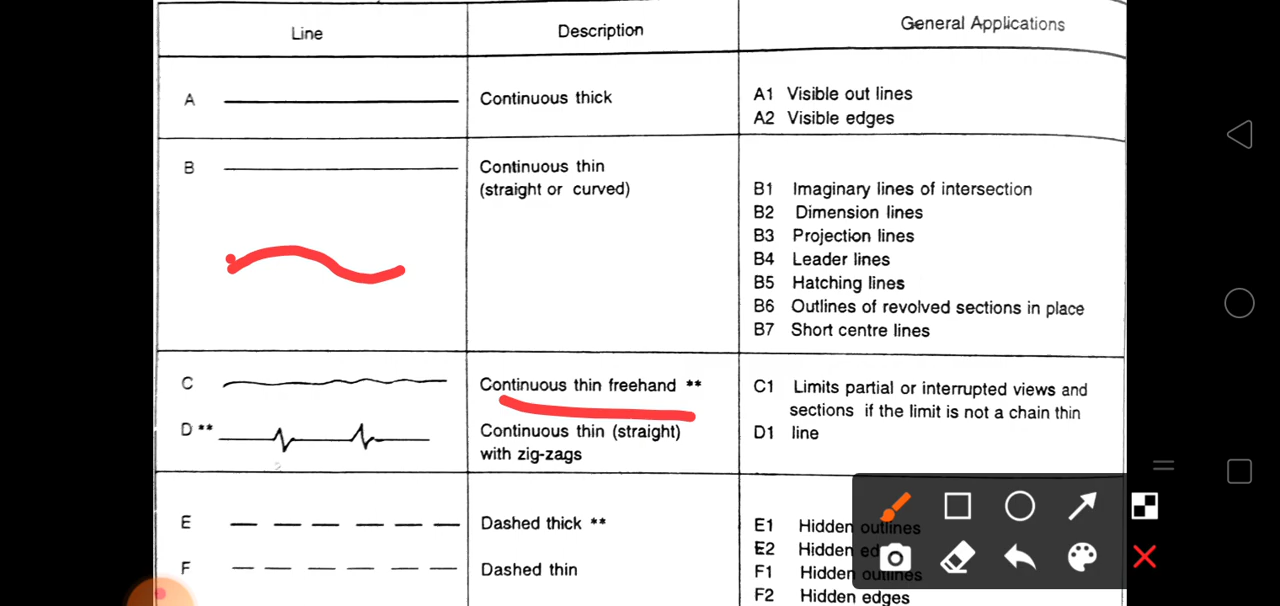 Line Description General Applications
A Continuous thick A1 Visible out lines
A2 Visible edges
B Continuous thin
(straight or curved)
B1 Imaginary lines of intersection
B2 Dimension lines
B3 Projection lines
B4 Leader lines
B5 Hatching lines
B6 Outlines of revolved sections in place
B7 Short centre lines
C Continuous thin freehand ** C1 Limits partial or interrupted views and
sections if the limit is not a chain thin
D ** Continuous thin (straight) D1 line
with zig-zags
E Dashed thick ** E1 Hidden outlines
E2 Hidden ed
F Dashed thin F1 Hidden outlines
F2 Hidden edges